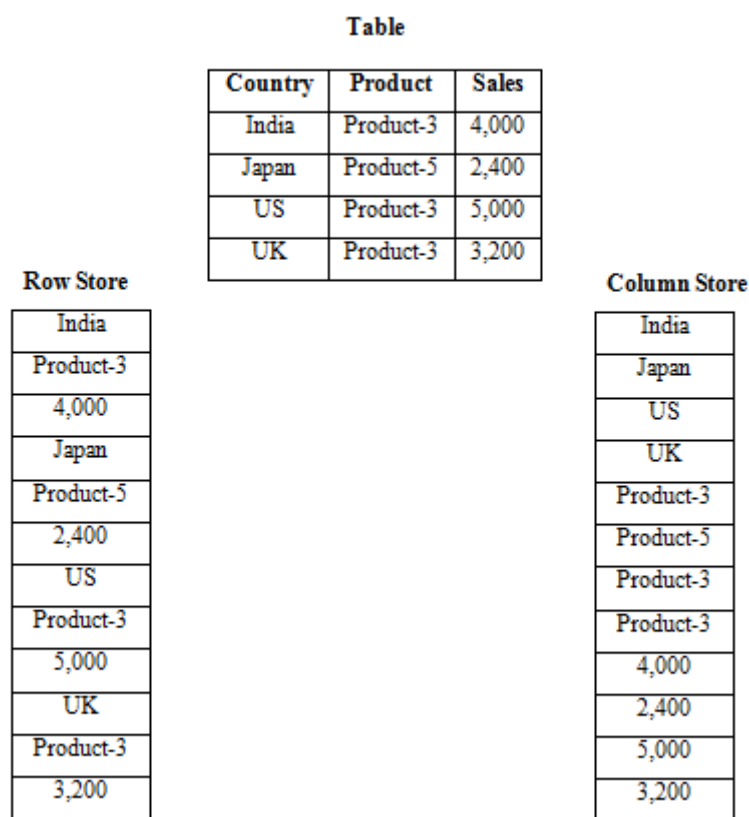 Table
Country Product Sales
India Product-3 4,000
Japan Product-5 2,400
US Product-3 5,000
UK Product-3 3,200
Row Store
India
Product-3
4,000
Japan
Product-5
2,400
US
Product-3
5,000
UK
Product-3
3,200
Column Store
India
Japan
US
UK
Product-3
Product-5
Product-3
Product-3
4,000
2,400
5,000
3,200